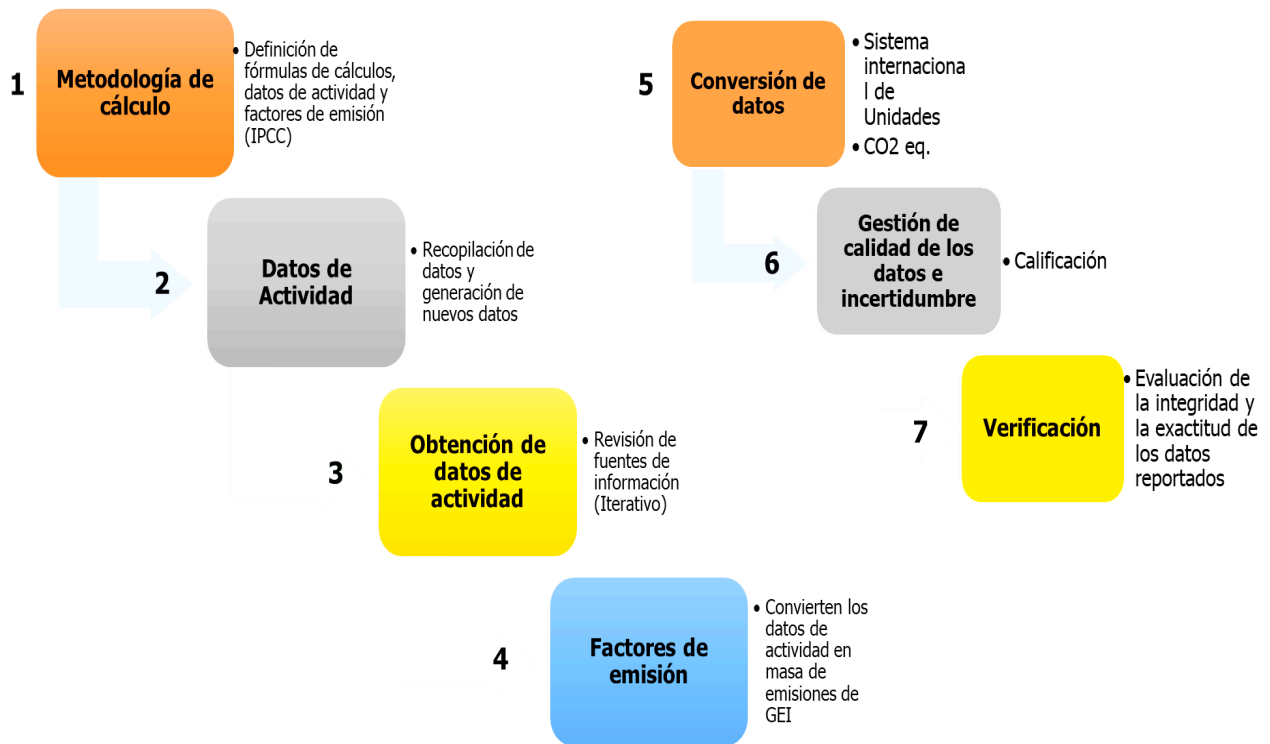 1
Metodología de
cálculo
• Definición de
fórmulas de cálculos,
datos de actividad y
factores de emisión
(IPCC)
2
Datos de
Actividad
• Recopilación de
datos y
generación de
nuevos datos
3
Obtención de
datos de
actividad
• Revisión de
fuentes de
información
(Iterativo)
4
Factores de
emisión
• Convierten los
datos de
actividad en
masa de
emisiones de
GEI
5
Conversión de
datos
• Sistema
internaciona
l de
Unidades
• CO2 eq.
6
Gestión de
calidad de los
datos e
incertidumbre
• Calificación
7
Verificación
• Evaluación de
la integridad y
la exactitud de
los datos
reportados